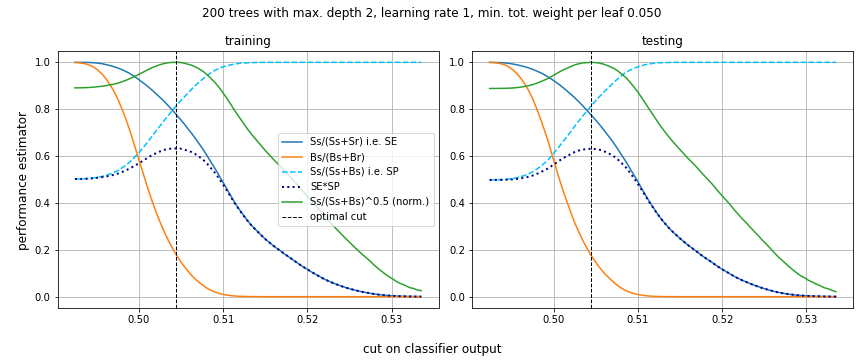 200 trees with max. depth 2, learning rate 1, min. tot. weight per leaf 0.050
training
testing
performance estimator
1.0
0.8
0.6
0.4
0.2
0.0
Ss/(Ss+Sr) i.e. SE
Bs/(Bs+Br)
Ss/(Ss+Bs) i.e. SP
SE*SP
Ss/(Ss+Bs)^0.5 (norm.)
optimal cut
0.50 0.51 0.52 0.53
1.0
0.8
0.6
0.4
0.2
0.0
0.50 0.51 0.52 0.53
cut on classifier output